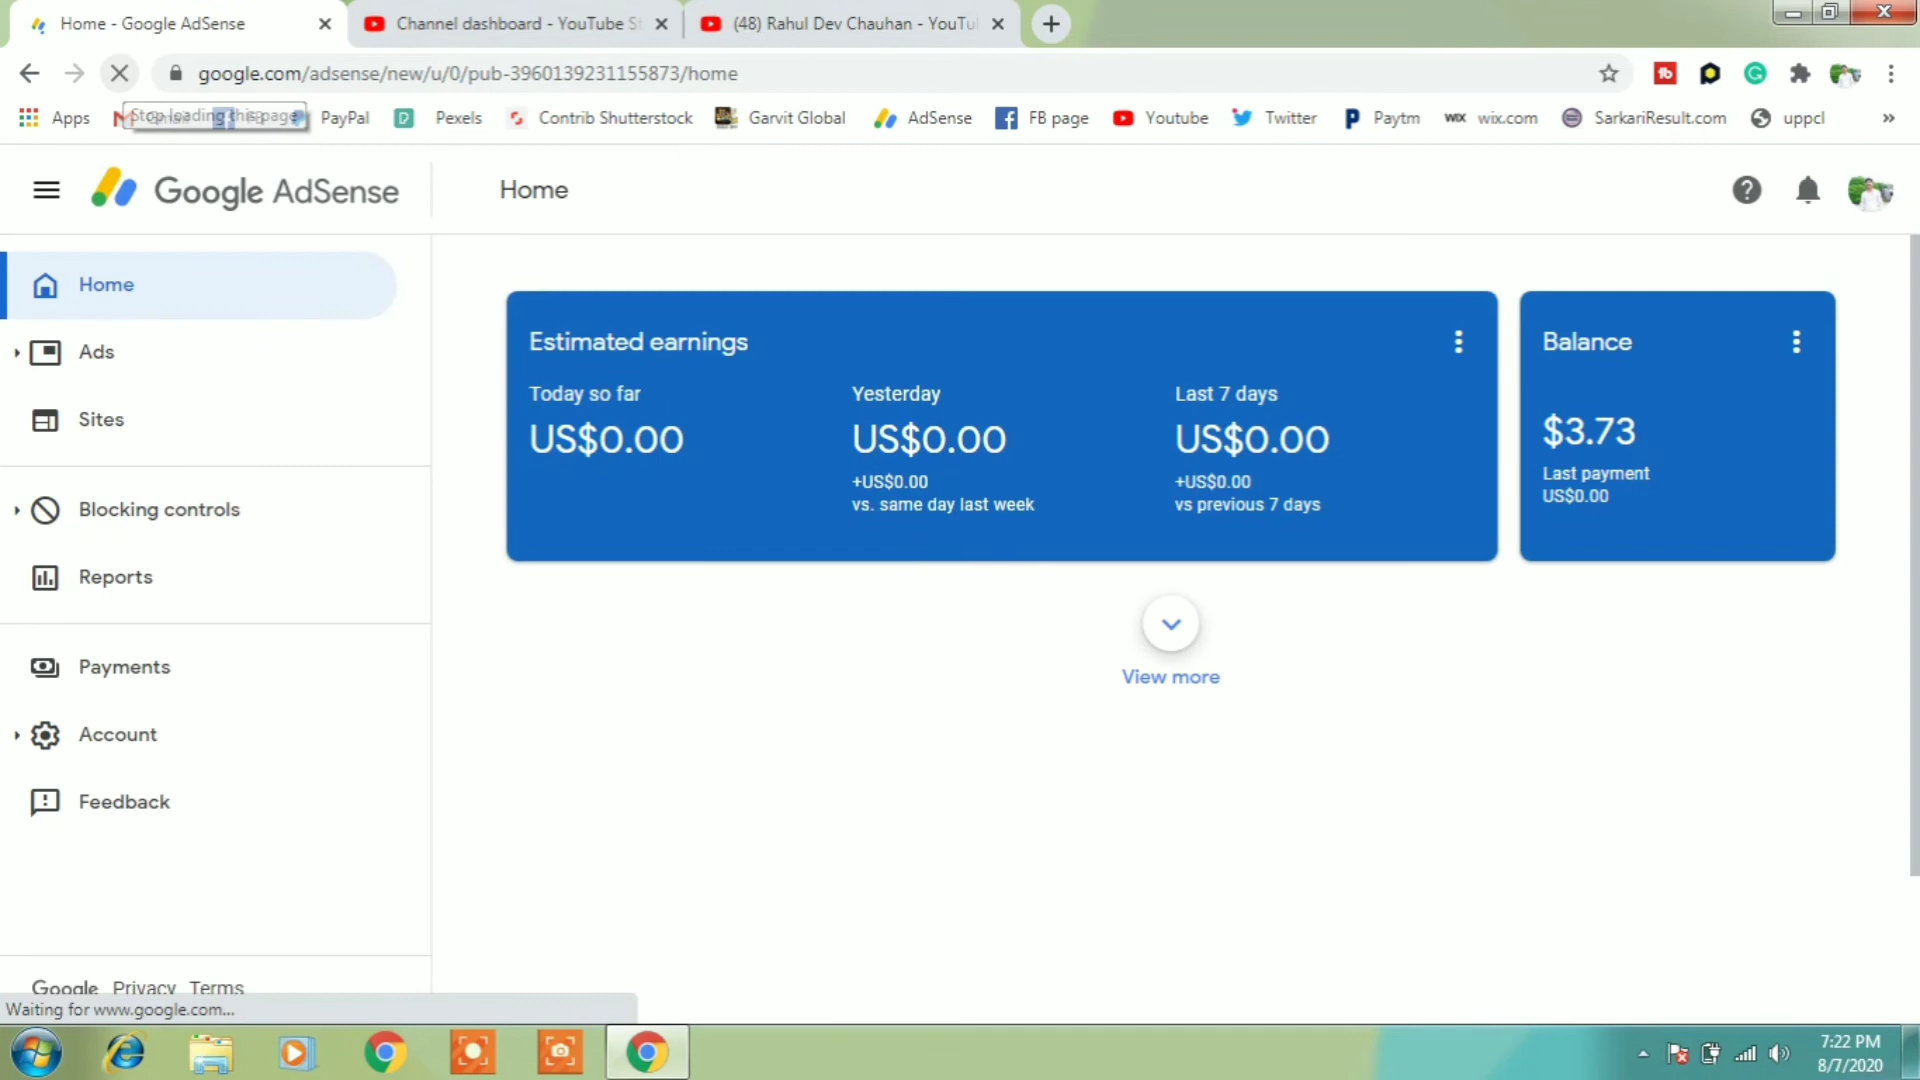 Home - Google AdSense
Channel dashboard - YouTube St
(48) Rahul Dev Chauhan - YouTu
google.com/adsense/new/u/0/pub-3960139231155873/home
Apps
Stop loading this page
PayPal
Pexels
Contrib Shutterstock
Garvit Global
AdSense
FB page
Youtube
Twitter
Paytm
WIX wix.com
SarkariResult.com
uppcl
»
Google AdSense
Home
Home
Ads
Sites
Blocking controls
Reports
Payments
Account
Feedback
Google Privacy Terms
Estimated earnings
Today so far
US$0.00
Yesterday
US$0.00
+US$0.00
vs. same day last week
Last 7 days
US$0.00
+US$0.00
vs previous 7 days
Balance
$3.73
Last payment
US$0.00
View more
Waiting for www.google.com...
7:22 PM
8/7/2020